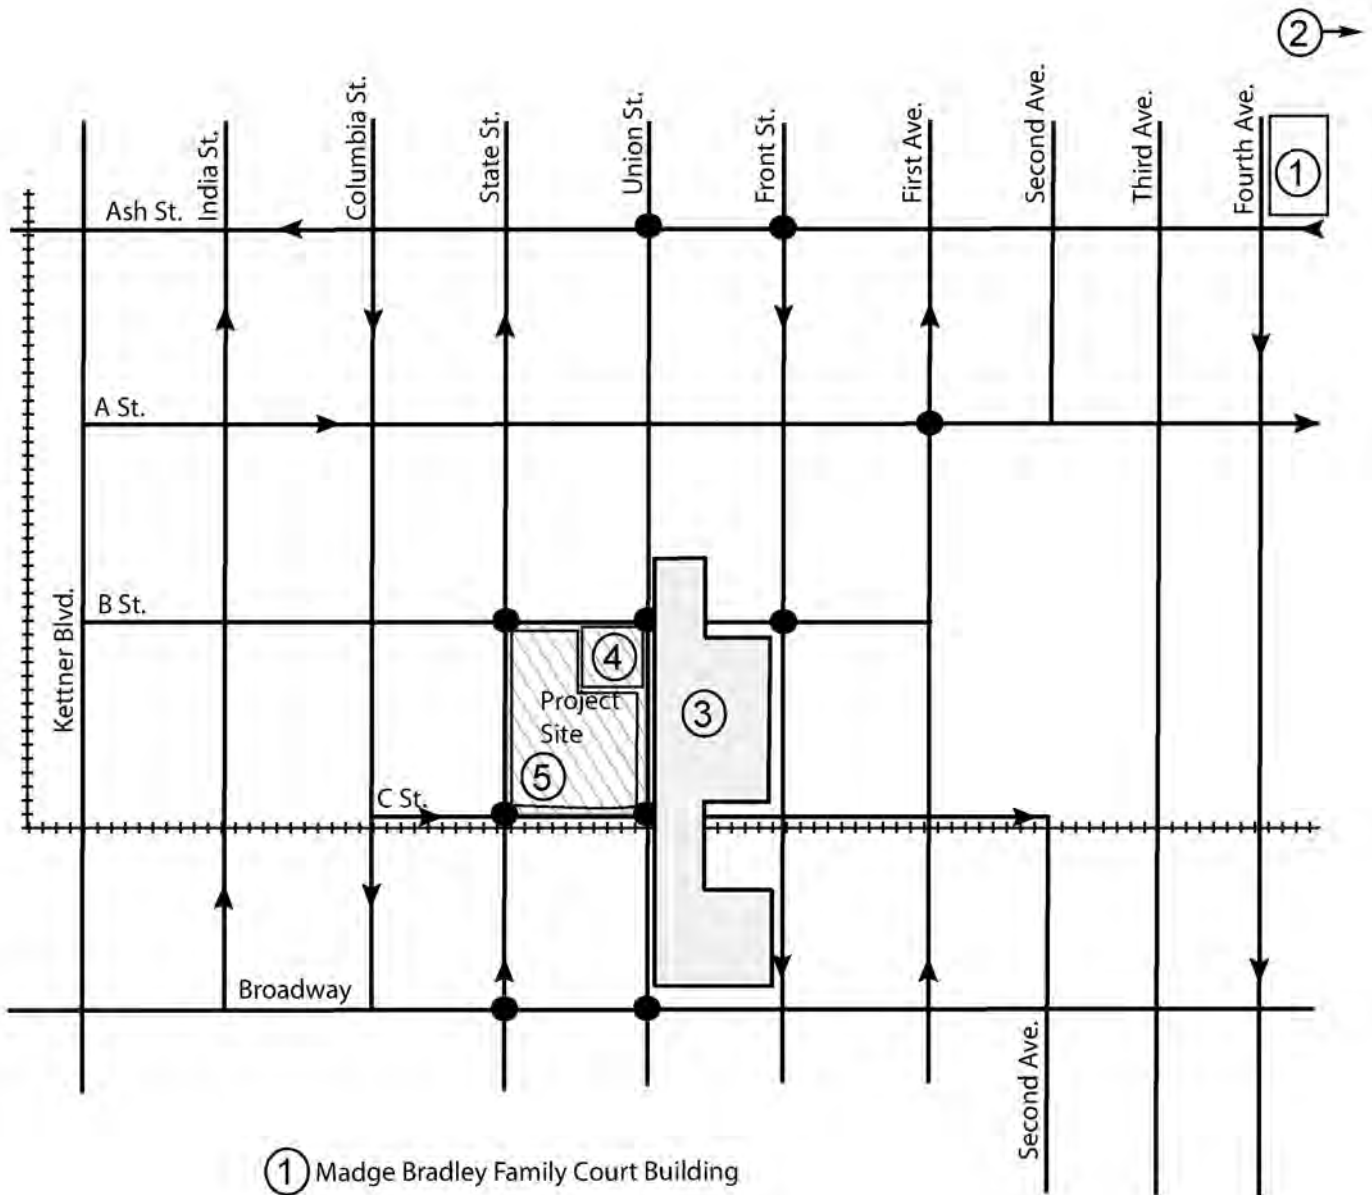 2
India St.
Columbia St.
State St.
Union St.
Front St.
First Ave.
Second Ave.
Third Ave.
Fourth Ave.
1
Ash St.
A St.
B St.
Kettner Blvd.
4
Project
Site
3
5
C St.
Broadway
Second Ave.
1 Madge Bradley Family Court Building